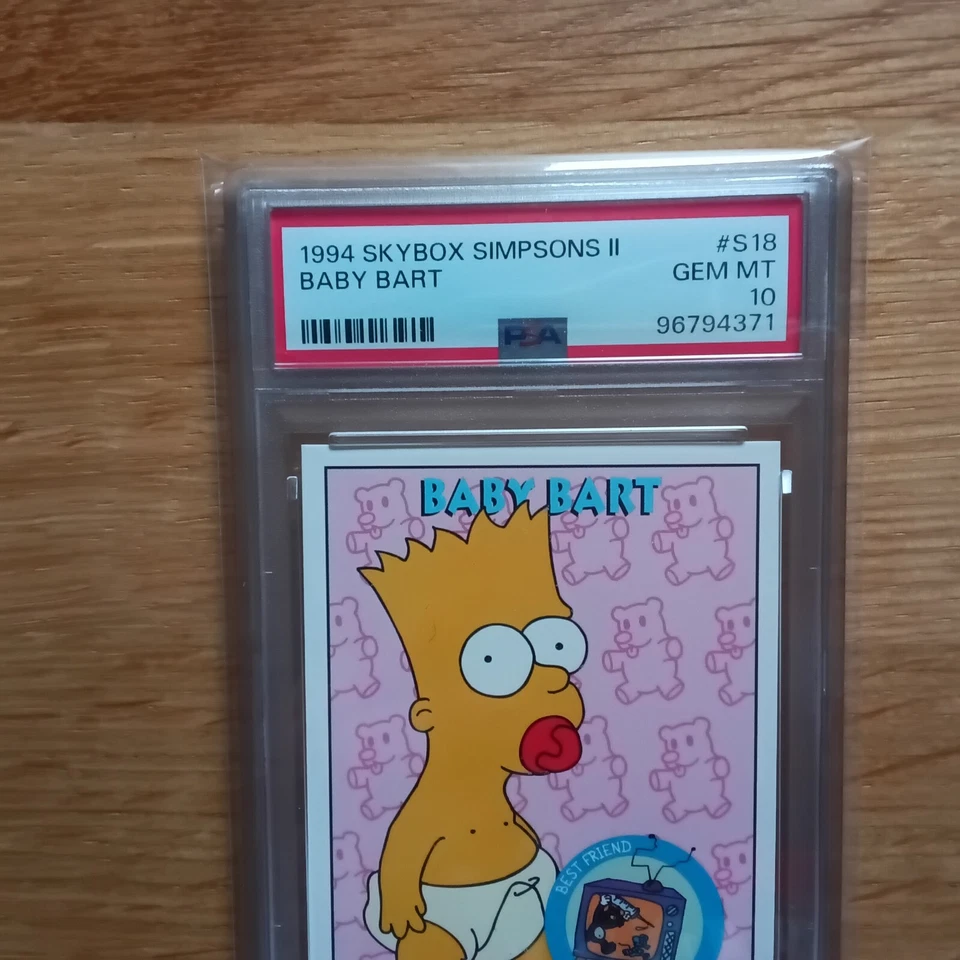 1994 SKYBOX SIMPSONS II
BABY BART
#S18
GEM MT
10
96794371
PSA
BABY BART
BEST FRIEND